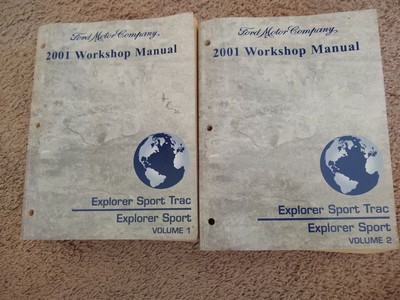 Ford Motor Company,
2001 Workshop Manual
Explorer Sport Trac
Explorer Sport
VOLUME 1
Ford Motor Company,
2001 Workshop Manual
Explorer Sport Trac
Explorer Sport
VOLUME 2